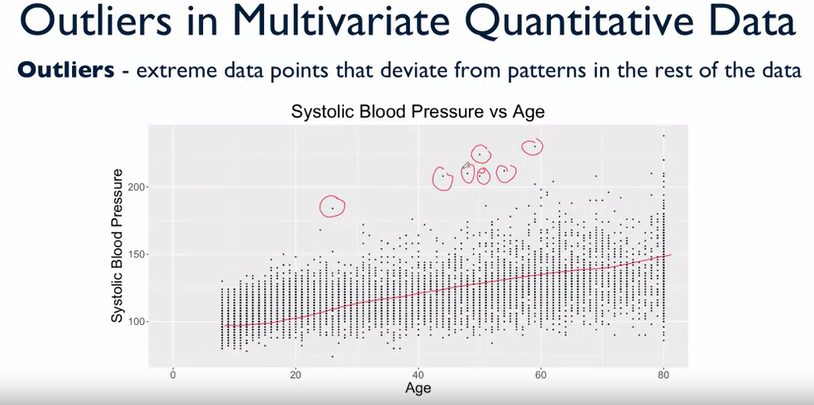 Outliers in Multivariate Quantitative Data
Outliers - extreme data points that deviate from patterns in the rest of the data
Systolic Blood Pressure vs Age
Systolic Blood Pressure
200
150
100
0 20 40 60 80
Age